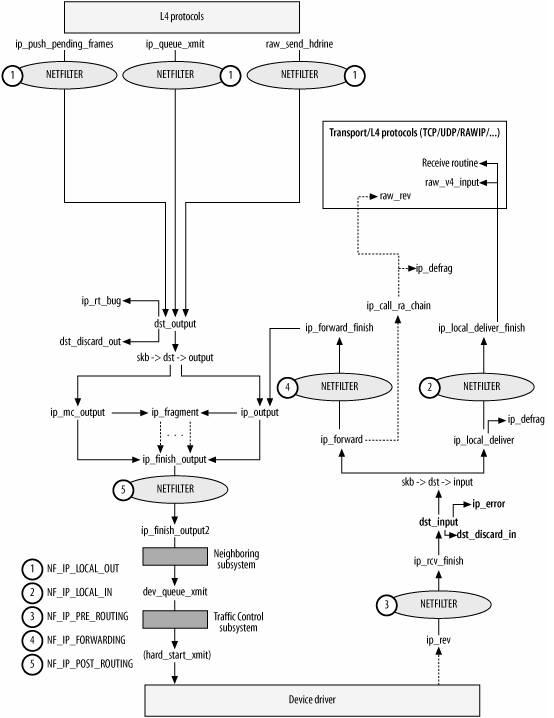 L4 protocols
ip_push_pending_frames ip_queue_xmit raw_send_hdrine
1 NETFILTER NETFILTER 1 NETFILTER 1
Transport/L4 protocols (TCP/UDP/RAWIP/...)
Receive routine
raw_v4_input
raw_rev
ip_defrag
ip_rt_bug
ip_call_ra_chain
dst_output
ip_forward_finish ip_local_deliver_finish
dst_discard_out
skb -> dst -> output
4 NETFILTER 2 NETFILTER
ip_mc_output ip_fragment ip_output
ip_defrag
. . .
ip_forward ip_local_deliver
ip_finish_output
skb -> dst -> input
5 NETFILTER
ip_error
dst_input
ip_finish_output2
dst_discard_in
Neighboring
subsystem
ip_rcv_finish
1 NF_IP_LOCAL_OUT
2 NF_IP_LOCAL_IN
dev_queue_xmit
3 NETFILTER
3 NF_IP_PRE_ROUTING
Traffic Control
subsystem
4 NF_IP_FORWARDING
ip_rev
(hard_start_xmit)
5 NF_IP_POST_ROUTING
Device driver